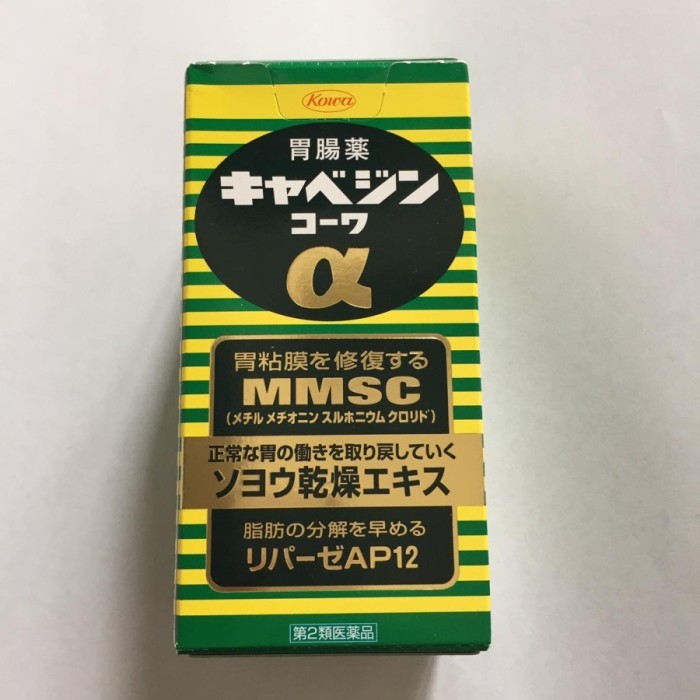 Kowa
胃腸薬
キャベジン
コーワ
α
胃粘膜を修復する
MMSC
(メチル メチオニン スルホニウム クロリド)
正常な胃の働きを取り戻していく
ソヨウ乾燥エキス
脂肪の分解を早める
リパーゼAP12
第2類医薬品